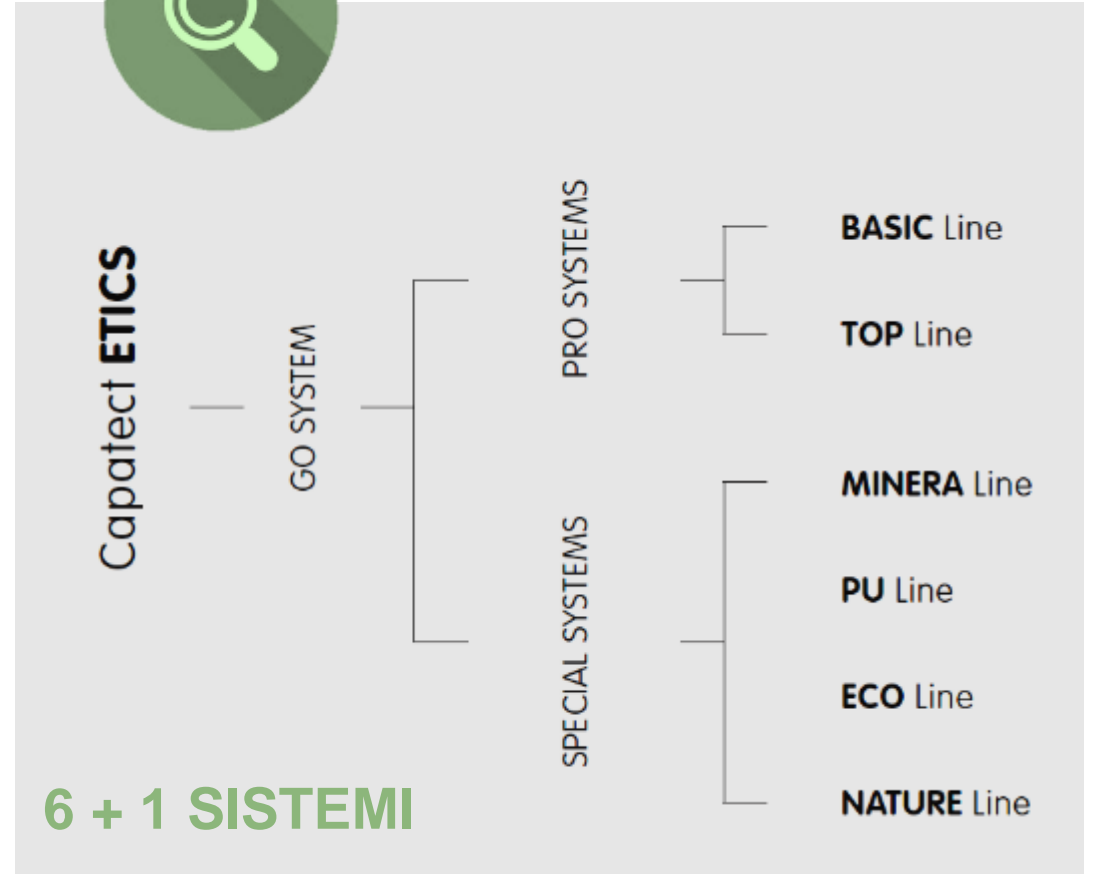 Capatect ETICS
GO SYSTEM
PRO SYSTEMS
BASIC Line
TOP Line
SPECIAL SYSTEMS
MINERA Line
PU Line
ECO Line
NATURE Line
6 + 1 SISTEMI